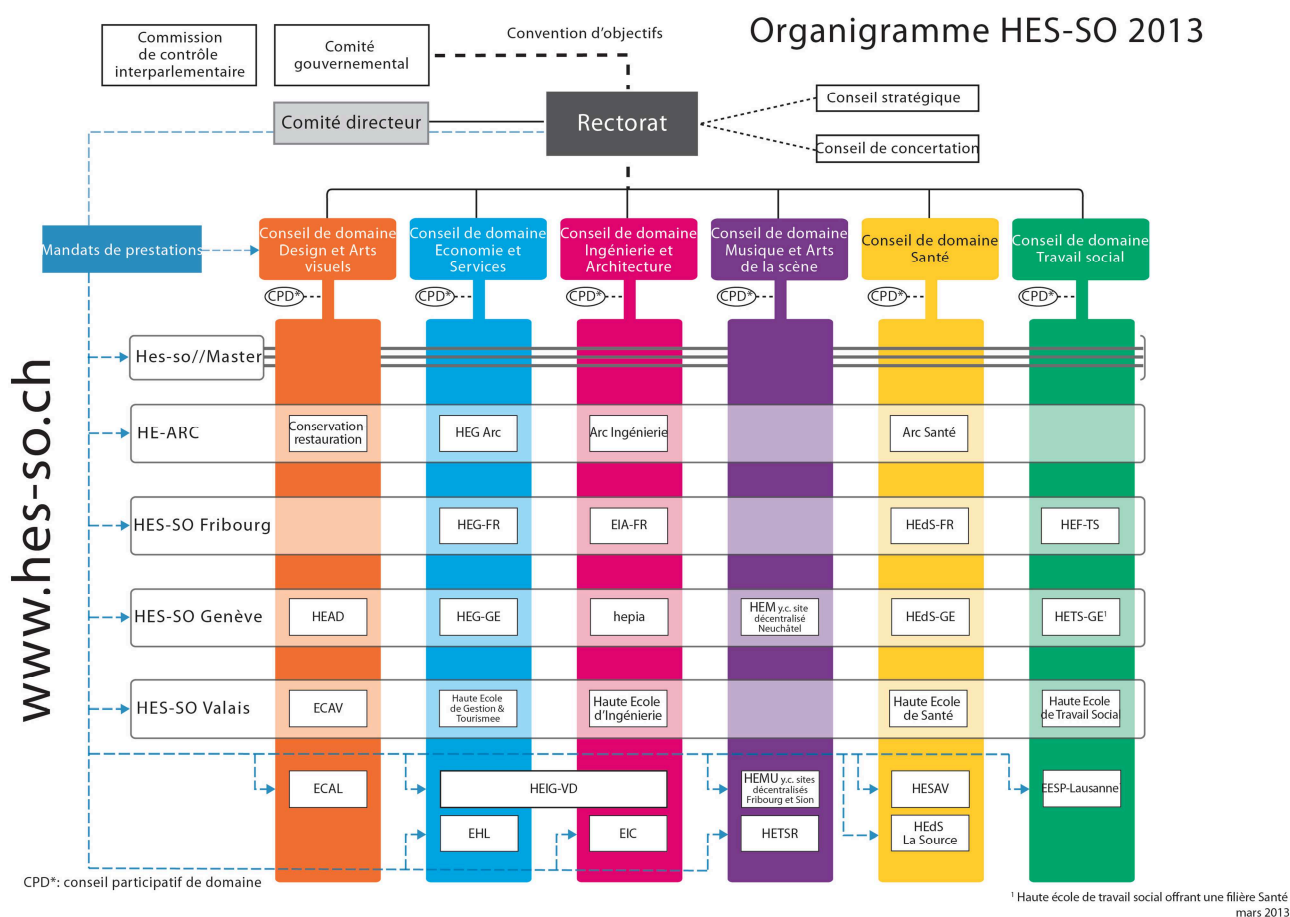 Organigramme HES-SO 2013
Commission
de contrôle
interparlementaire
Comité
gouvernemental
Convention d'objectifs
Comité directeur
Rectorat
Conseil stratégique
Conseil de concertation
Mandats de prestations
Conseil de domaine
Design et Arts
visuels
Conseil de domaine
Economie et
Services
Conseil de domaine
Ingénierie et
Architecture
Conseil de domaine
Musique et Arts
de la scène
Conseil de domaine
Santé
Conseil de domaine
Travail social
CPD*
CPD*
CPD*
CPD*
CPD*
CPD*
www.hes-so.ch
Hes-so//Master
HE-ARC
Conservation
restauration
HEG Arc
Arc Ingénierie
Arc Santé
HES-SO Fribourg
HEG-FR
EIA-FR
HEdS-FR
HEF-TS
HES-SO Genève
HEAD
HEG-GE
hepia
HEM y.c. site
décentralisé
Neuchâtel
HEdS-GE
HETS-GE¹
HES-SO Valais
ECAV
Haute Ecole
de Gestion &
Tourismee
Haute Ecole
d'Ingénierie
Haute Ecole
de Santé
Haute Ecole
de Travail Social
ECAL
HEIG-VD
HEMU y.c. sites
décentralisés
Fribourg et Sion
HESAV
EESP-Lausanne
EHL
EIC
HETSR
HEdS
La Source
CPD*: conseil participatif de domaine
¹ Haute école de travail social offrant une filière Santé
mars 2013